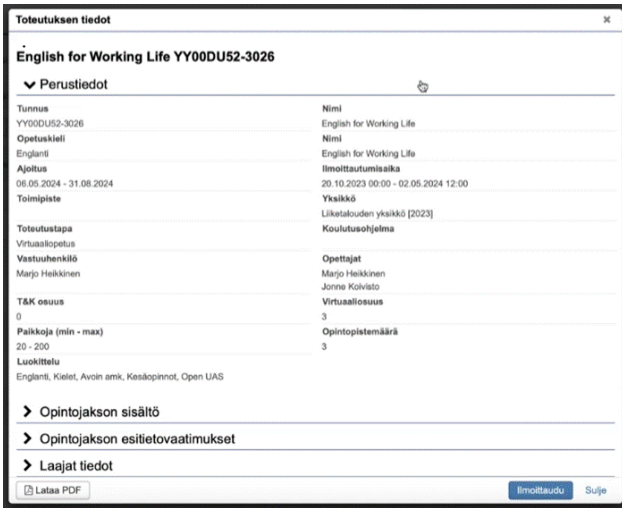 Toteutuksen tiedot
English for Working Life YY00DU52-3026
Perustiedot
Tunnus
YY00DU52-3026
Nimi
English for Working Life
Opetuskieli
Englanti
Nimi
English for Working Life
Ajoitus
06.05.2024 - 31.08.2024
Ilmoittautumisaika
20.10.2023 00:00 - 02.05.2024 12:00
Toimipiste
Yksikkö
Liiketalouden yksikkö [2023]
Toteutustapa
Virtuaaliopetus
Koulutusohjelma
Vastuuhenkilö
Marjo Heikkinen
Opettajat
Marjo Heikkinen
Jonne Koivisto
T&K osuus
0
Virtuaaliosuus
3
Paikkoja (min - max)
20 - 200
Opintopistemäärä
3
Luokittelu
Englanti, Kielet, Avoin amk, Kesäopinnot, Open UAS
Opintojakson sisältö
Opintojakson esitietovaatimukset
Laajat tiedot
Lataa PDF
Ilmoittaudu
Sulje